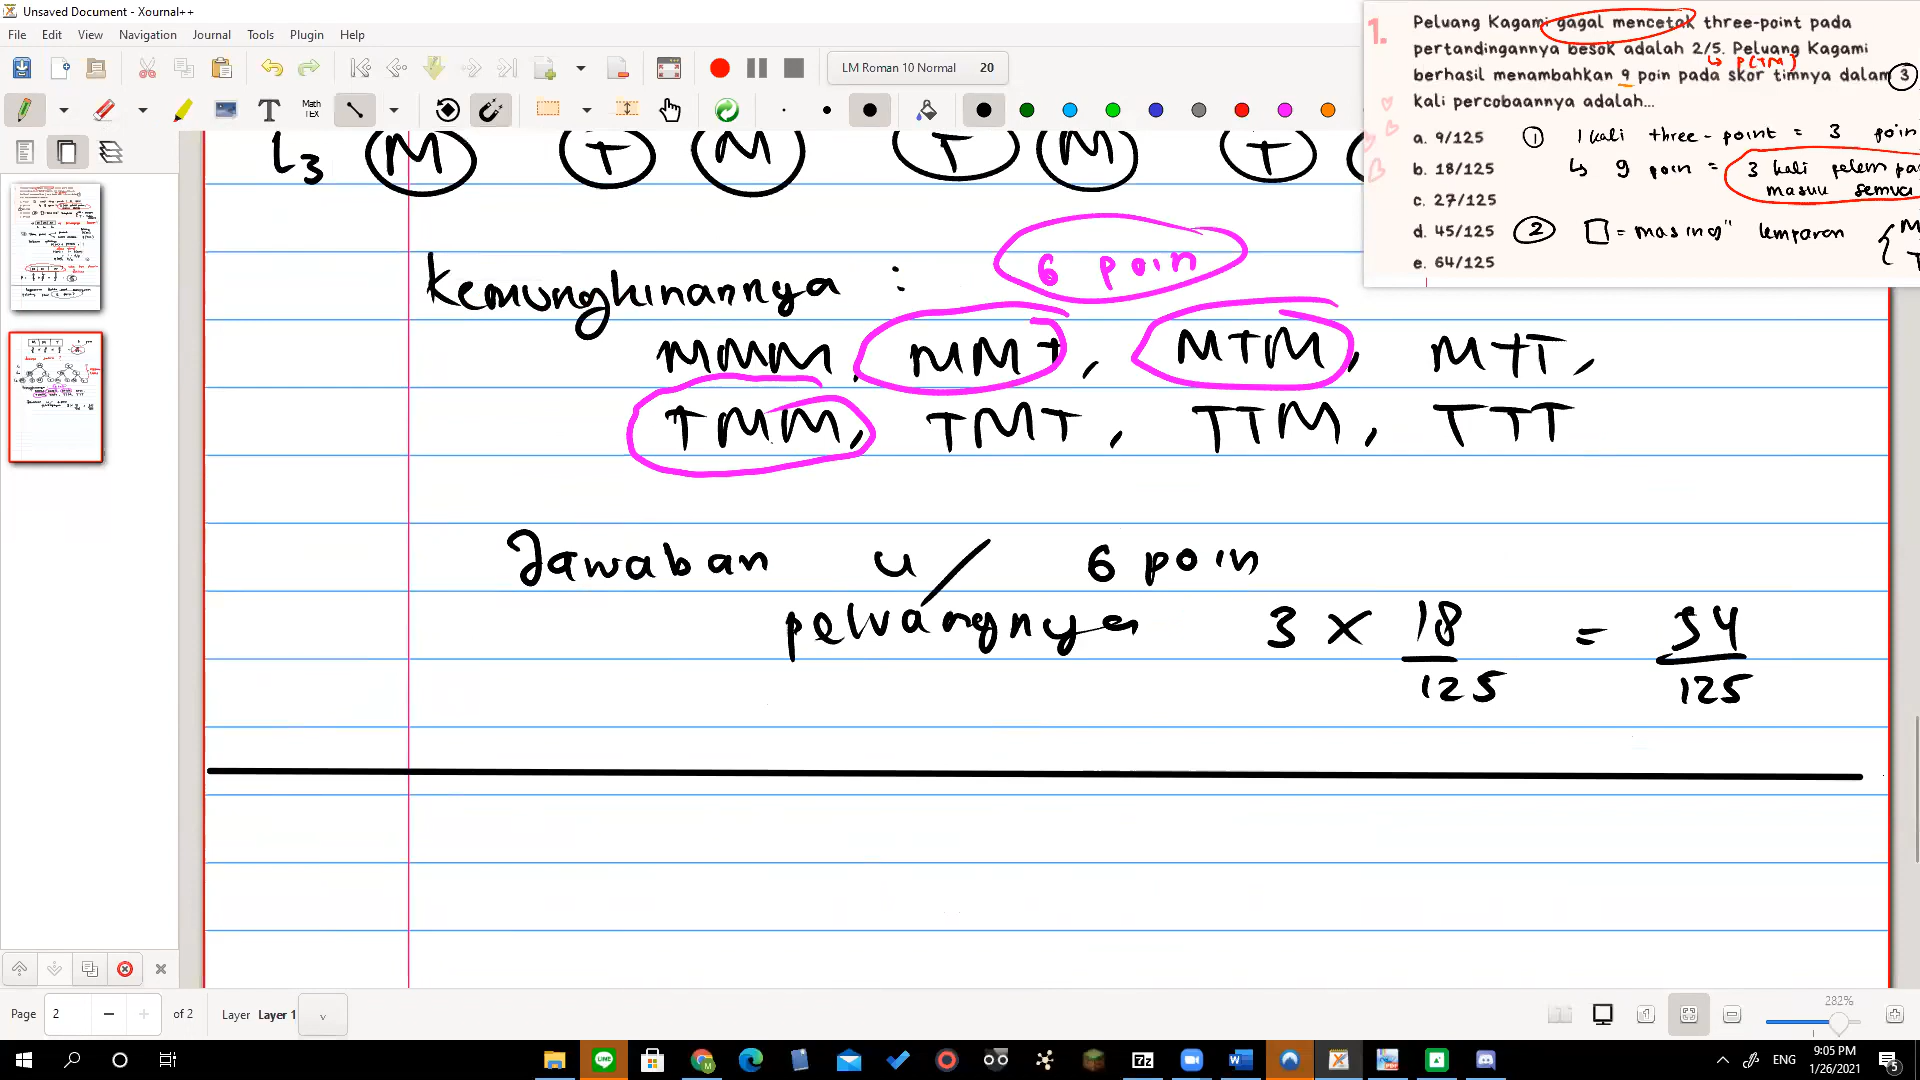 Unsaved Document - Xournal++
File Edit View Navigation Journal Tools Plugin Help
LM Roman 10 Normal 20
T Math TEX
1. Peluang Kagami gagal mencetak three-point pada
pertandingannya besok adalah 2/5. Peluang Kagami
P(TM)
berhasil menambahkan 9 poin pada skor timnya dalam 3
kali percobaannya adalah...
a. 9/125
b. 18/125
c. 27/125
d. 45/125
e. 64/125
1 1 kali three-point = 3 poin
9 poin = 3 kali
masuk semua
2 = masing" lemparan { M
T
L3 M T M T M T
Kemungkinannya : 6 poin
MMM, MMT, MTM, MTT,
TMM, TMT, TTM, TTT
Jawaban u/ 6 poin
peluangnya 3 x 18/125 = 54/125
Page 2 of 2 Layer Layer 1
282%
ENG
9:05 PM
1/26/2021
5